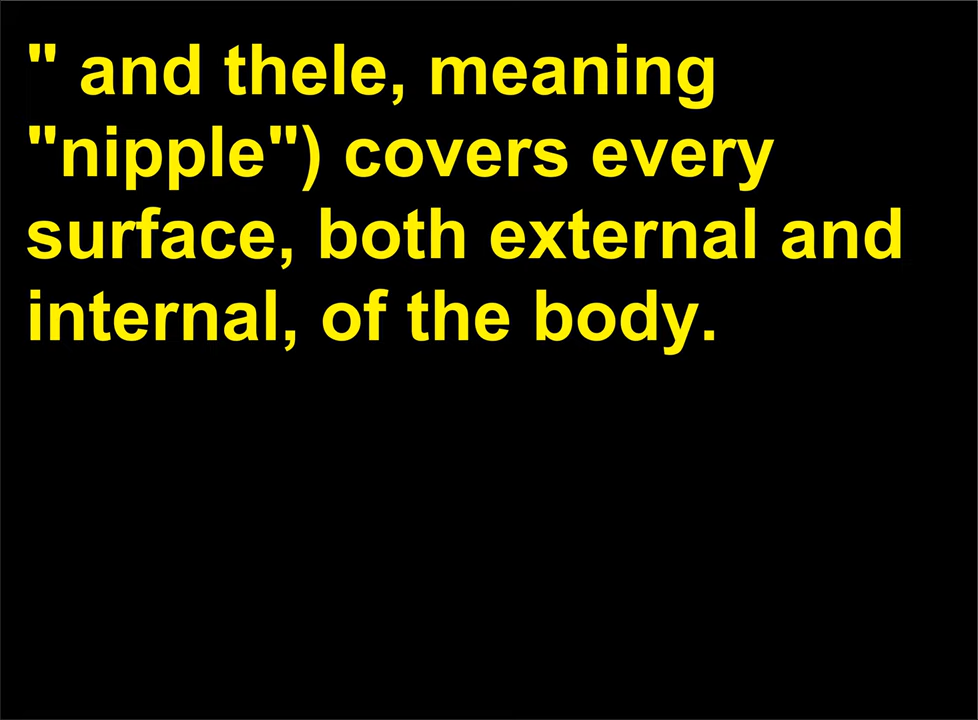 " and thele, meaning
"nipple") covers every
surface, both external and
internal, of the body.